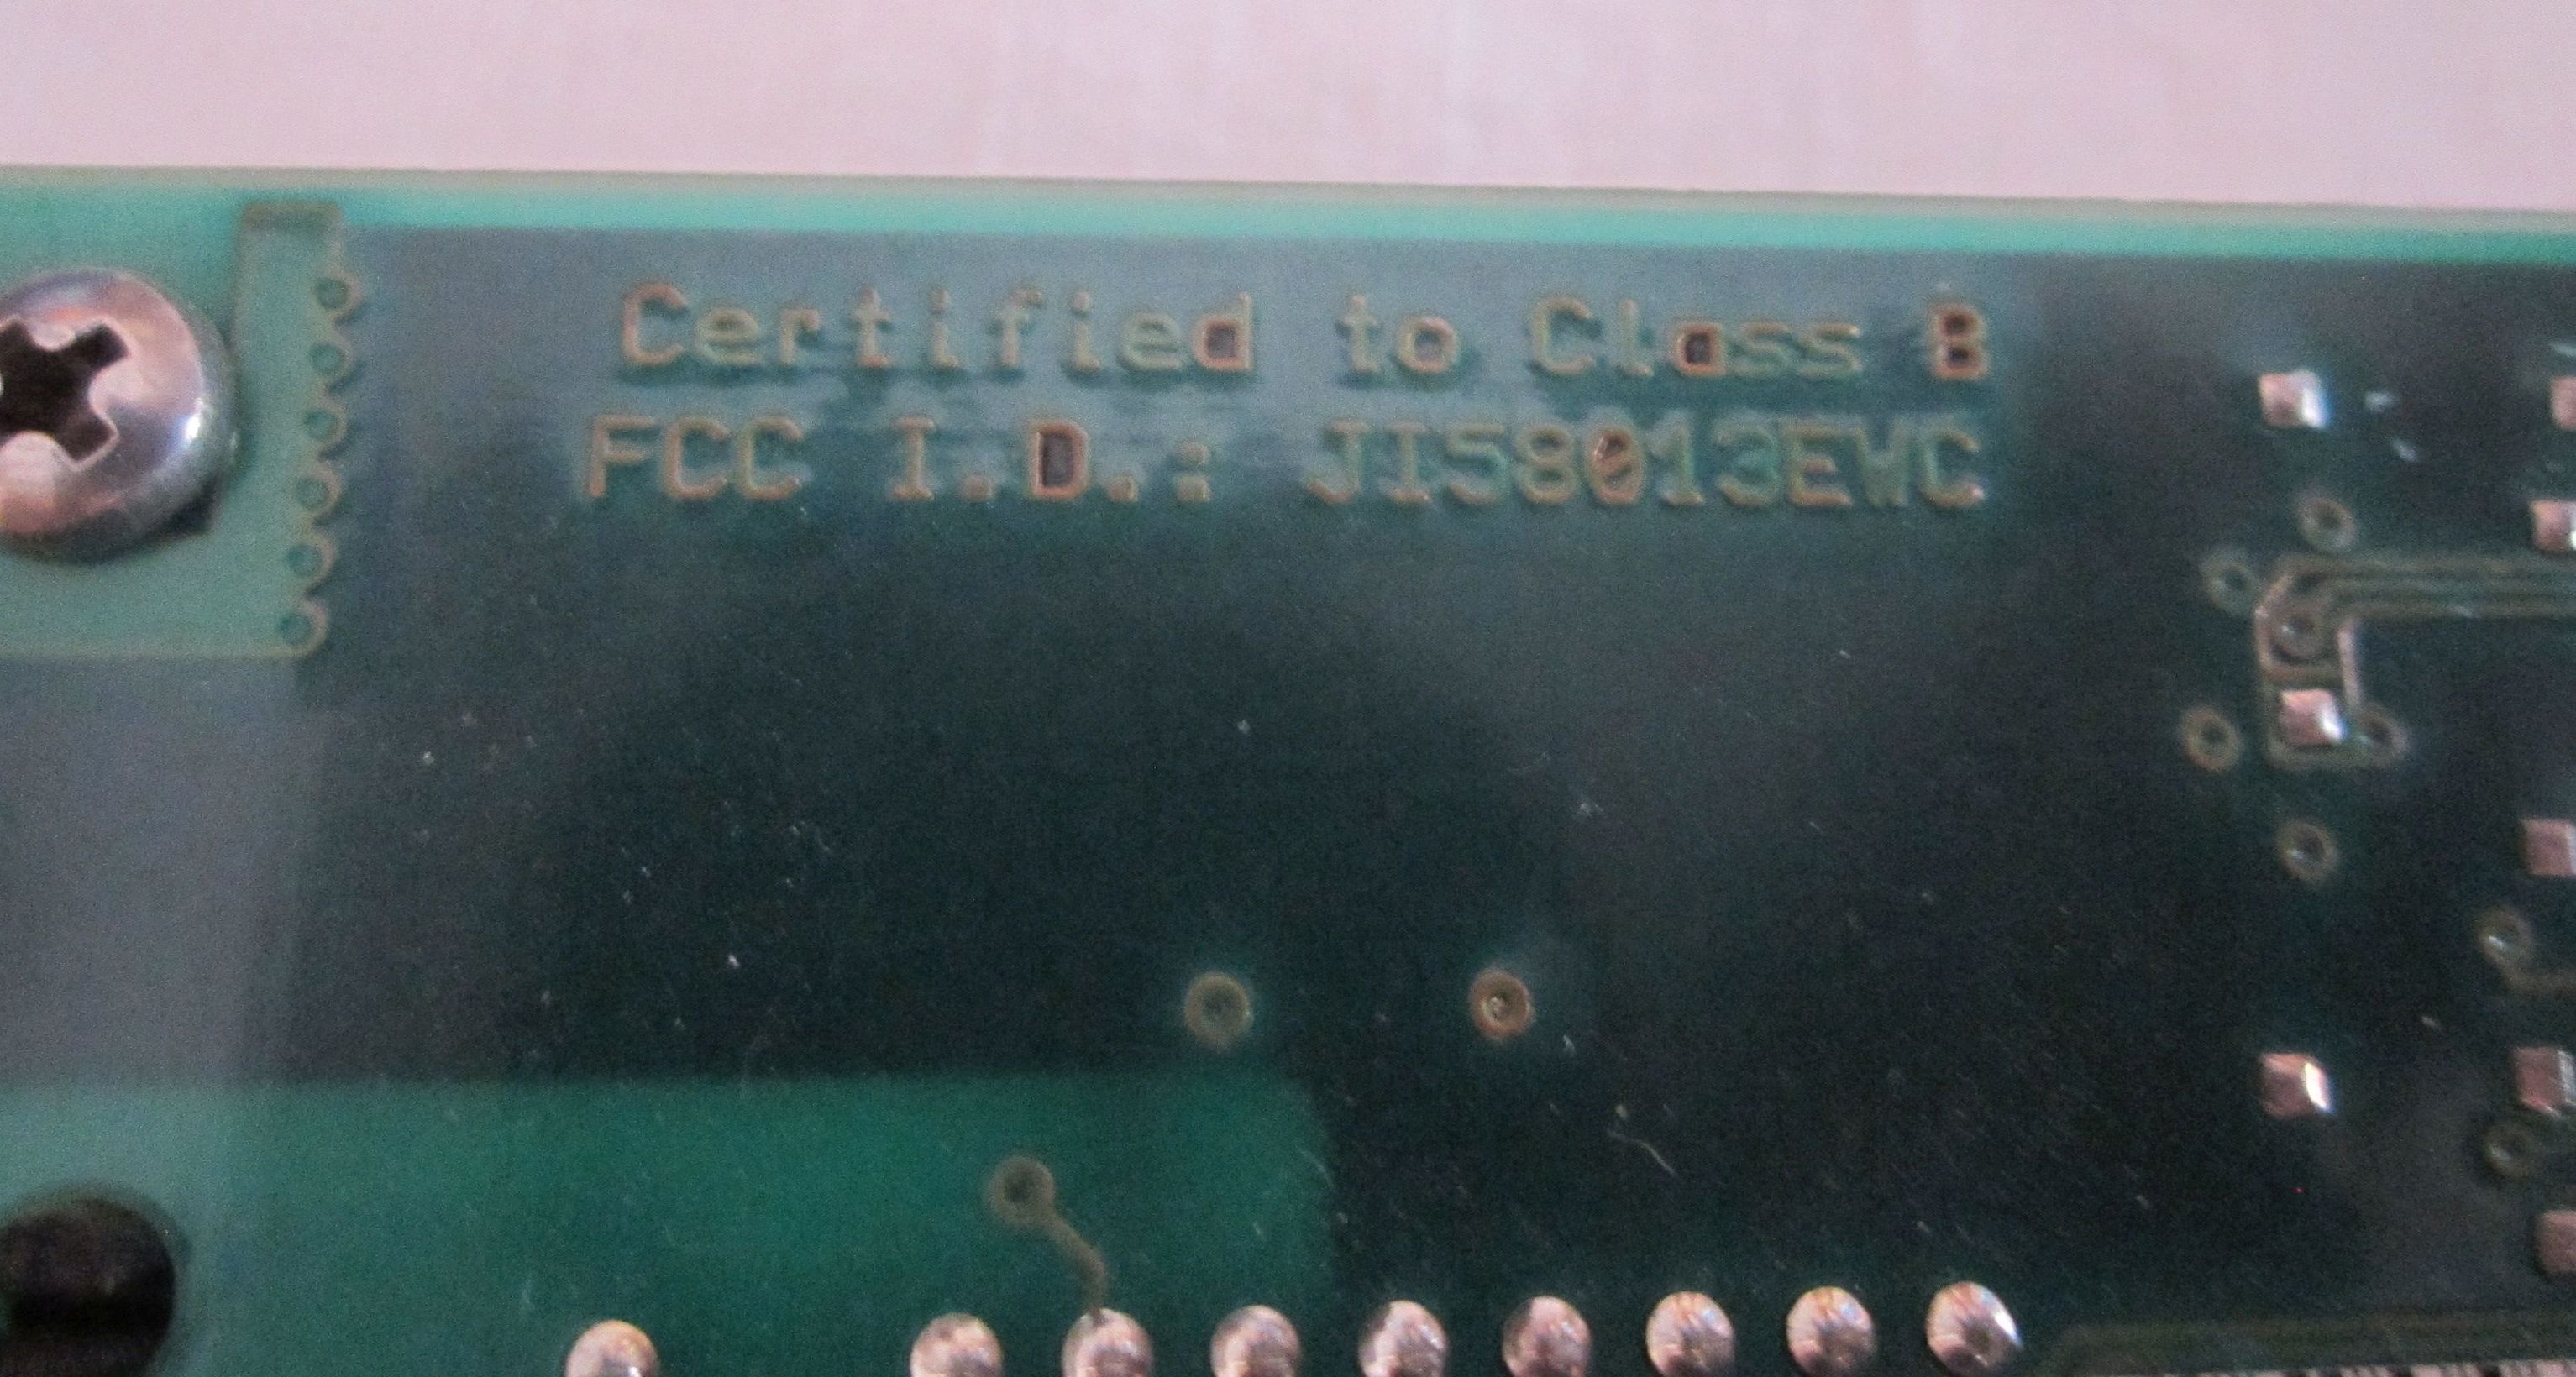 Certified to Class B
FCC I.D.: JI58013EWC